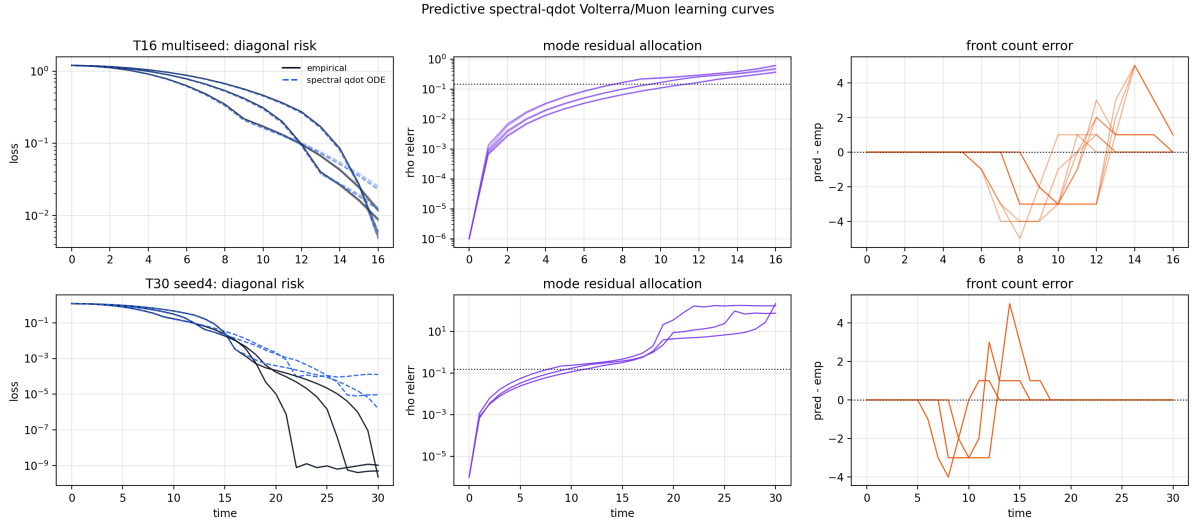 Predictive spectral-qdot Volterra/Muon learning curves
T16 multiseed: diagonal risk
mode residual allocation
front count error
empirical
spectral qdot ODE
loss
10^0
10^-1
10^-2
0 2 4 6 8 10 12 14 16
rho relerr
10^0
10^-1
10^-2
10^-3
10^-4
10^-5
10^-6
0 2 4 6 8 10 12 14 16
pred - emp
4
2
0
−2
−4
0 2 4 6 8 10 12 14 16
T30 seed4: diagonal risk
mode residual allocation
front count error
loss
10^-1
10^-3
10^-5
10^-7
10^-9
0 5 10 15 20 25 30
time
rho relerr
10^1
10^-1
10^-3
10^-5
0 5 10 15 20 25 30
time
pred - emp
4
2
0
−2
−4
0 5 10 15 20 25 30
time